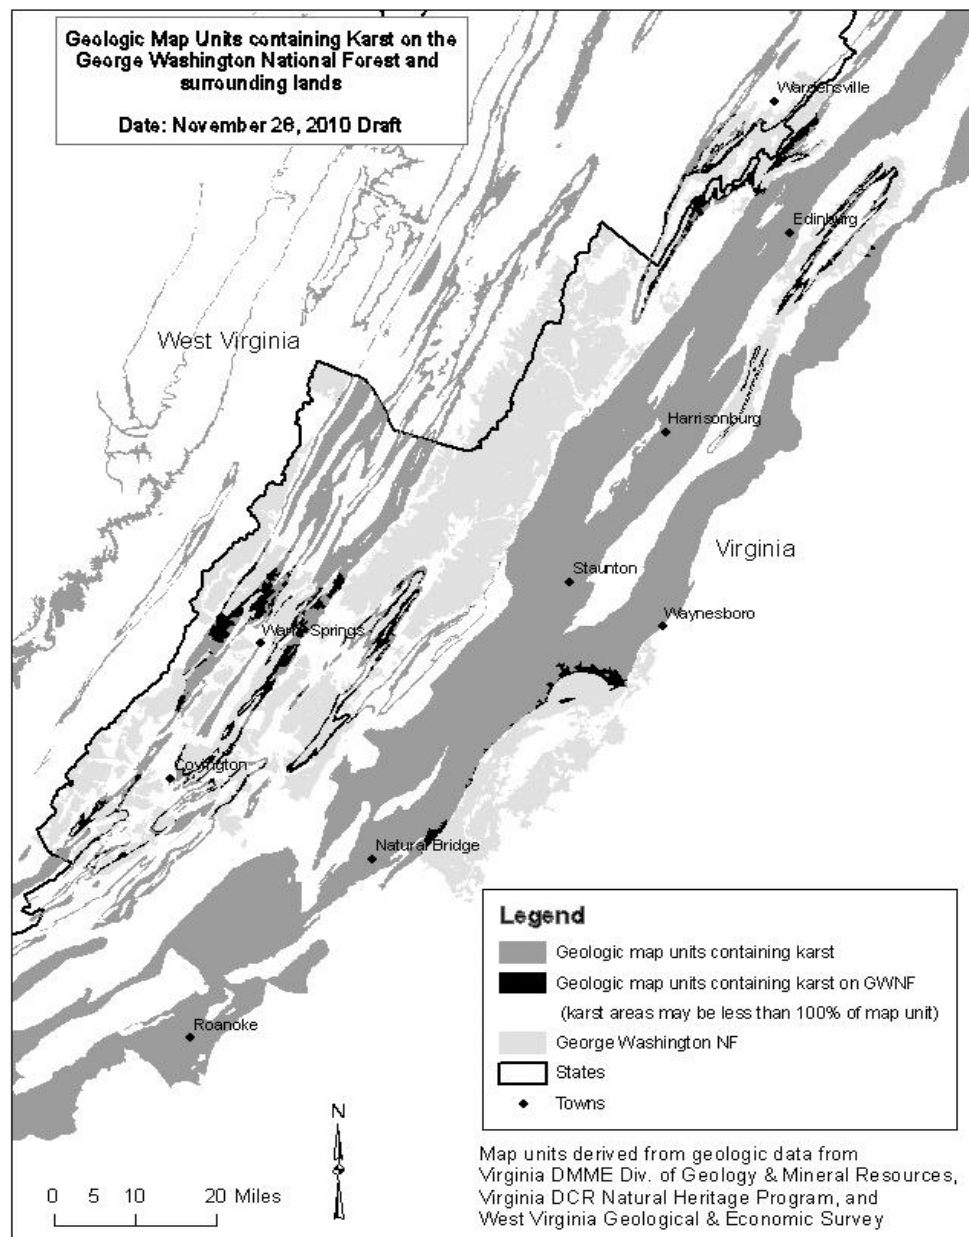 Geologic Map Units containing Karst on the
George Washington National Forest and
surrounding lands
Date: November 28, 2010 Draft
Wardensville
Edinburg
West Virginia
Harrisonburg
Virginia
Staunton
Waynesboro
Warm Springs
Covington
Natural Bridge
Roanoke
Legend
Geologic map units containing karst
Geologic map units containing karst on GWNF
(karst areas may be less than 100% of map unit)
George Washington NF
States
Towns
N
0 5 10 20 Miles
Map units derived from geologic data from
Virginia DMME Div. of Geology & Mineral Resources,
Virginia DCR Natural Heritage Program, and
West Virginia Geological & Economic Survey